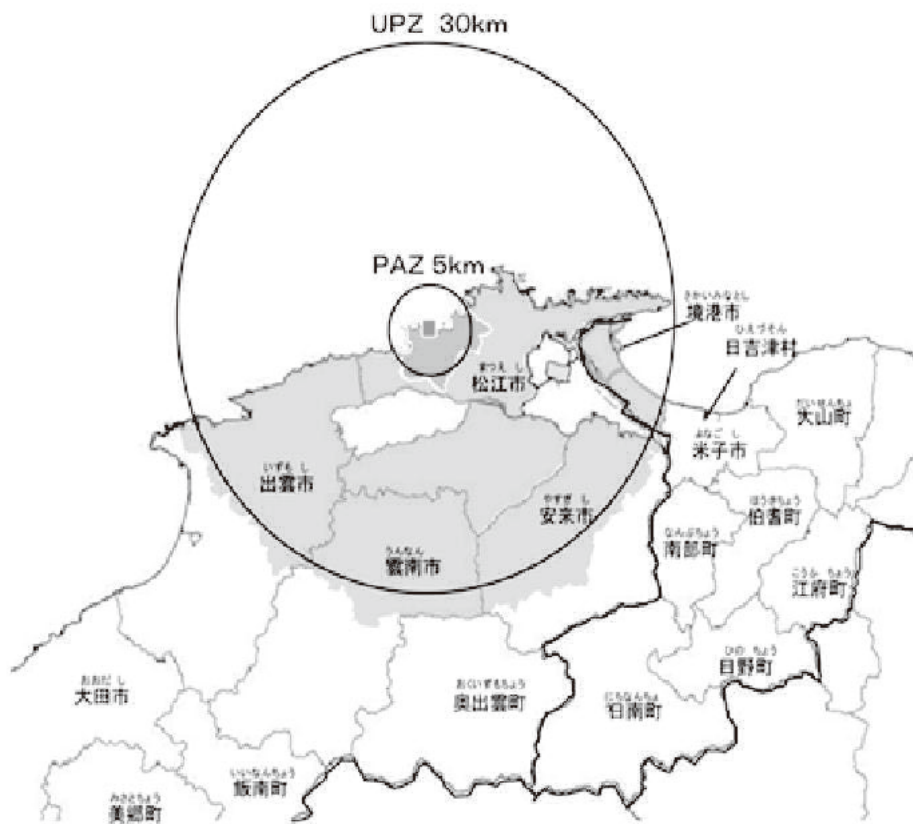 UPZ 30km
PAZ 5km
さかいみなとし
境港市
ひえづそん
日吉津村
まつえ し
松江市
だいせんちょ
大山町
よなご し
米子市
いずも し
出雲市
やすぎ し
安来市
ほうきちょう
伯耆町
なんぶちょう
南部町
うんなん
雲南市
こうふ ちょう
江府町
ひの ちょう
日野町
おおだ し
大田市
おくいずもちょう
奥出雲町
にちなんちょ
日南町
いいなんちょう
飯南町
みさとちょう
美郷町